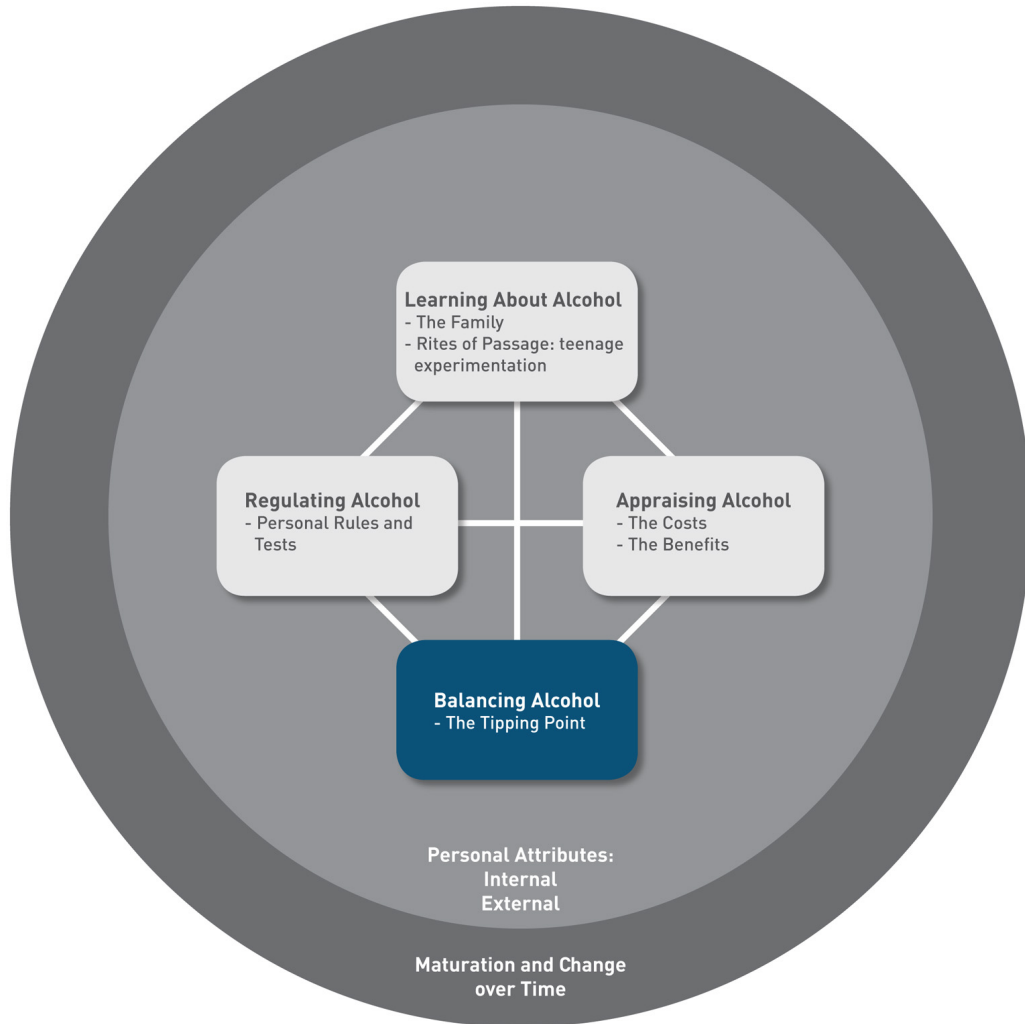 Learning About Alcohol
- The Family
- Rites of Passage: teenage
experimentation
Regulating Alcohol
- Personal Rules and
Tests
Appraising Alcohol
- The Costs
- The Benefits
Balancing Alcohol
- The Tipping Point
Personal Attributes:
Internal
External
Maturation and Change
over Time